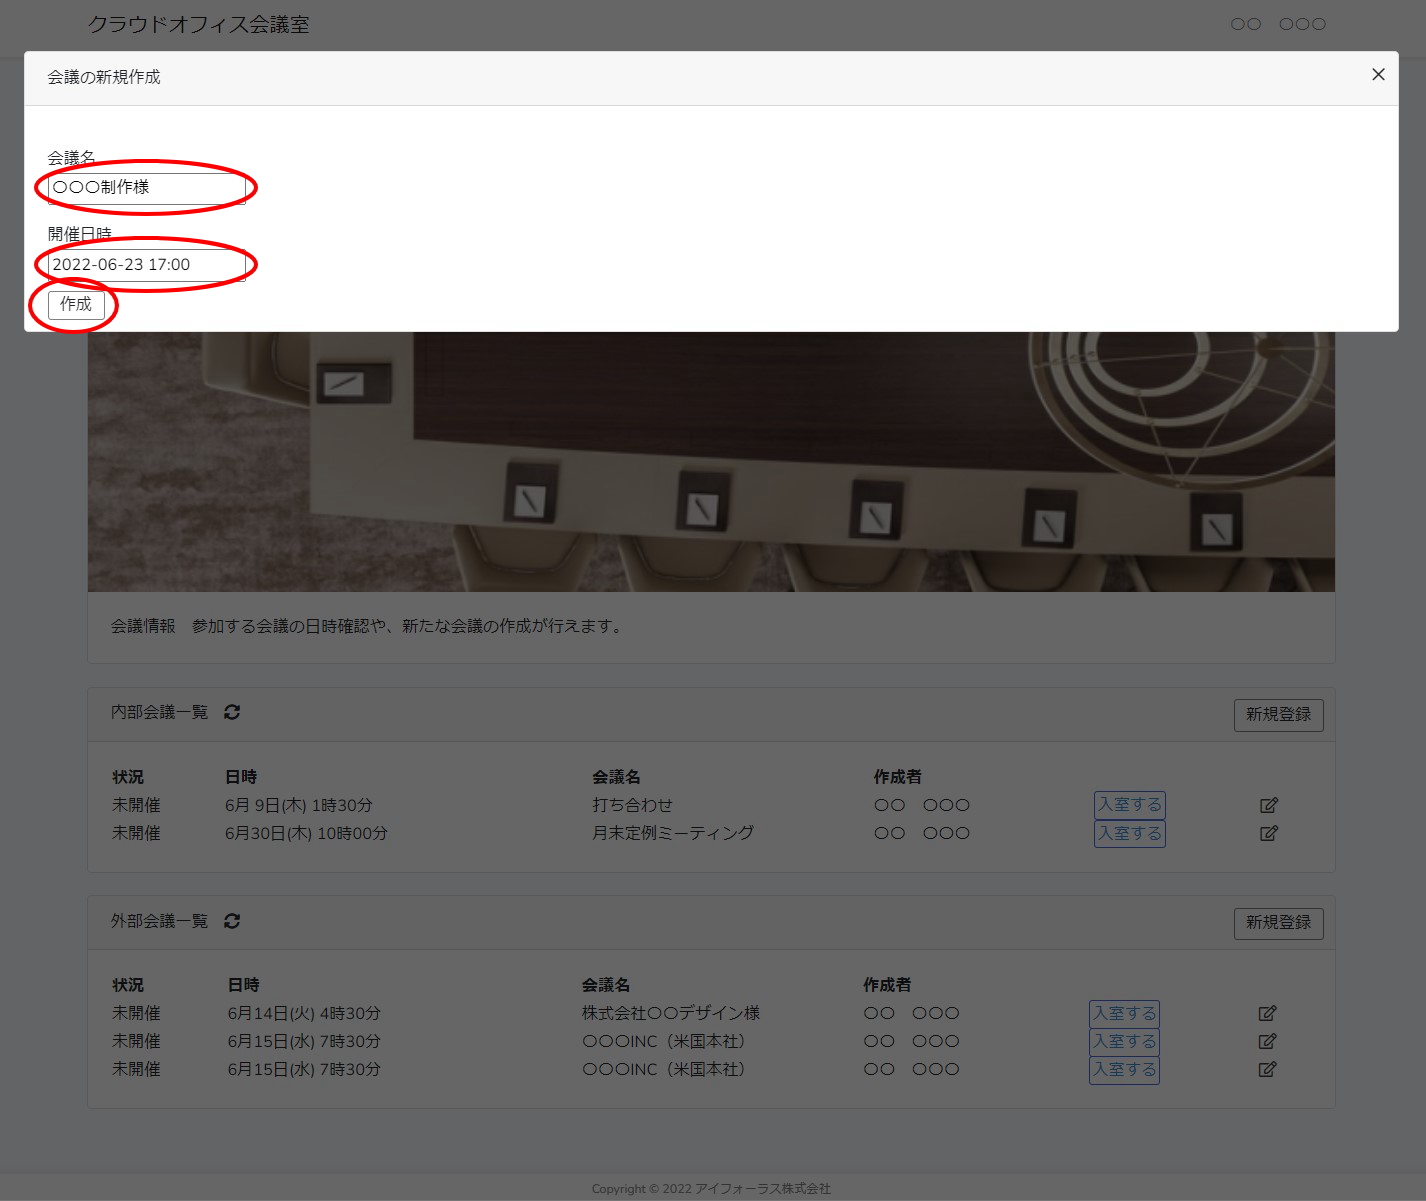 クラウドオフィス会議室
〇〇　〇〇〇
会議の新規作成
会議名
〇〇〇制作様
開催日時
2022-06-23 17:00
作成
会議情報　参加する会議の日時確認や、新たな会議の作成が行えます。
内部会議一覧
新規登録
状況 日時 会議名 作成者
未開催 6月 9日(木) 1時30分 打ち合わせ 〇〇　〇〇〇 入室する
未開催 6月30日(木) 10時00分 月末定例ミーティング 〇〇　〇〇〇 入室する
外部会議一覧
新規登録
状況 日時 会議名 作成者
未開催 6月14日(火) 4時30分 株式会社〇〇デザイン様 〇〇　〇〇〇 入室する
未開催 6月15日(水) 7時30分 〇〇〇INC（米国本社） 〇〇　〇〇〇 入室する
未開催 6月15日(水) 7時30分 〇〇〇INC（米国本社） 〇〇　〇〇〇 入室する
Copyright © 2022 アイフォーラス株式会社